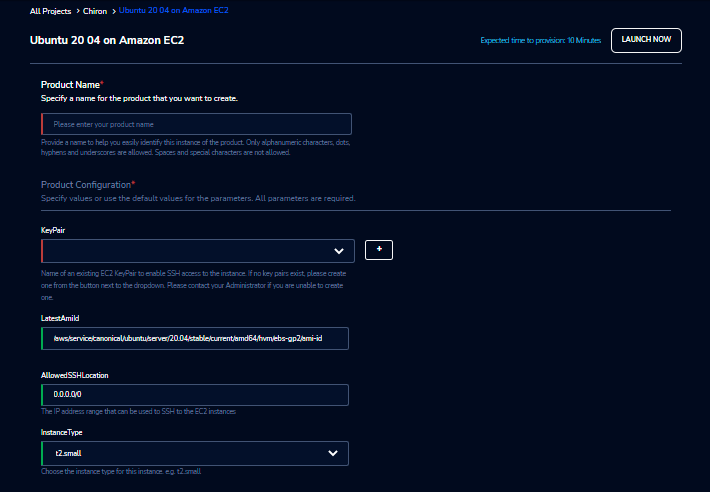 All Projects > Chiron > Ubuntu 20 04 on Amazon EC2
Ubuntu 20 04 on Amazon EC2
Expected time to provision: 10 Minutes
LAUNCH NOW
Product Name*
Specify a name for the product that you want to create.
Please enter your product name
Provide a name to help you easily identify this instance of the product. Only alphanumeric characters, dots,
hyphens and underscores are allowed. Spaces and special characters are not allowed.
Product Configuration*
Specify values or use the default values for the parameters. All parameters are required.
KeyPair
+
Name of an existing EC2 KeyPair to enable SSH access to the instance. If no key pairs exist, please create
one from the button next to the dropdown. Please contact your Administrator if you are unable to create
one.
LatestAmiId
/aws/service/canonical/ubuntu/server/20.04/stable/current/amd64/hvm/ebs-gp2/ami-id
AllowedSSHLocation
0.0.0.0/0
The IP address range that can be used to SSH to the EC2 instances
InstanceType
t2.small
Choose the instance type for this instance. e.g. t2.small